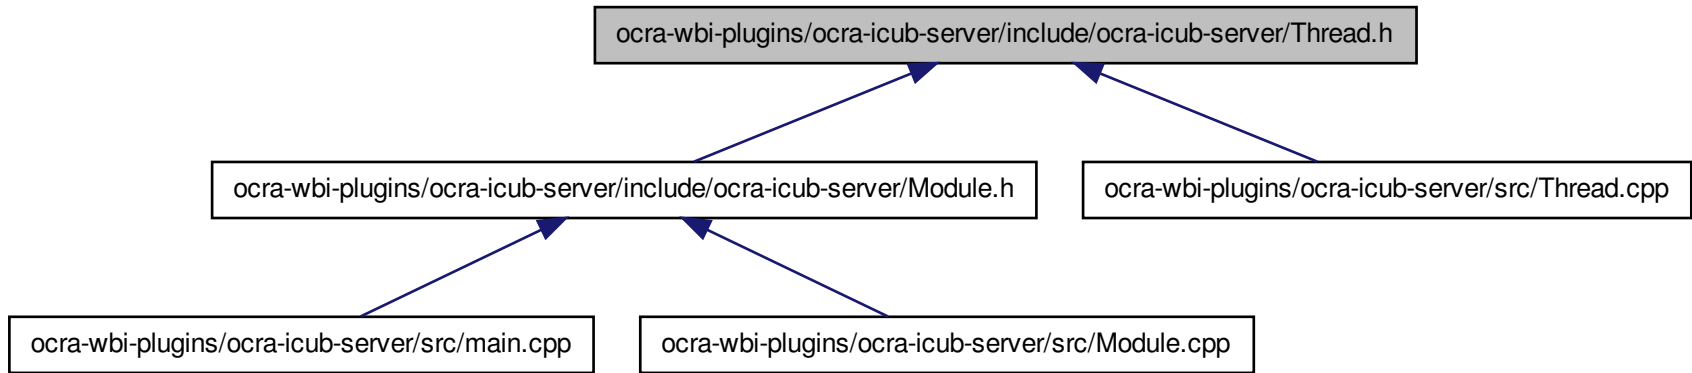 ocra-wbi-plugins/ocra-icub-server/include/ocra-icub-server/Thread.h
ocra-wbi-plugins/ocra-icub-server/include/ocra-icub-server/Module.h
ocra-wbi-plugins/ocra-icub-server/src/Thread.cpp
ocra-wbi-plugins/ocra-icub-server/src/main.cpp
ocra-wbi-plugins/ocra-icub-server/src/Module.cpp